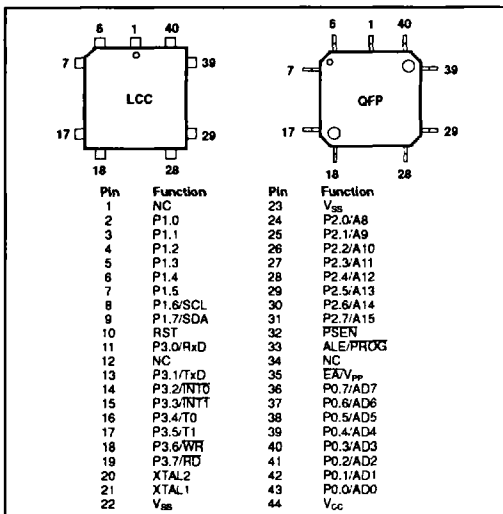 6 1 40 6 1 40
7 39 7 39
LCC QFP
17 29 17 29
18 28 18 28
Pin Function Pin Function
1 NC 23 VSS
2 P1.0 24 P2.0/A8
3 P1.1 25 P2.1/A9
4 P1.2 26 P2.2/A10
5 P1.3 27 P2.3/A11
6 P1.4 28 P2.4/A12
7 P1.5 29 P2.5/A13
8 P1.6/SCL 30 P2.6/A14
9 P1.7/SDA 31 P2.7/A15
10 RST 32 PSEN
11 P3.0/RxD 33 ALE/PROG
12 NC 34 NC
13 P3.1/TxD 35 EA/VPP
14 P3.2/INT0 36 P0.7/AD7
15 P3.3/INT1 37 P0.6/AD6
16 P3.4/T0 38 P0.5/AD5
17 P3.5/T1 39 P0.4/AD4
18 P3.6/WR 40 P0.3/AD3
19 P3.7/RD 41 P0.2/AD2
20 XTAL2 42 P0.1/AD1
21 XTAL1 43 P0.0/AD0
22 VSS 44 VCC